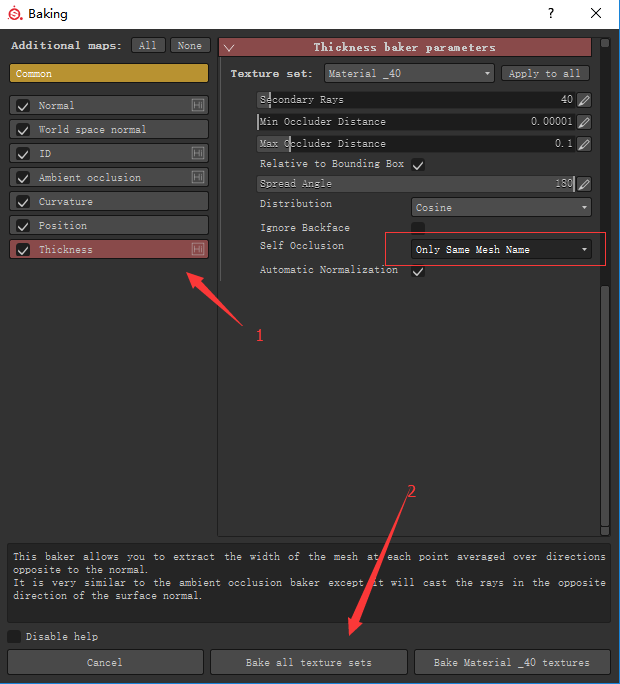 Baking
?
Additional maps: All None
Common
Normal Hi
World space normal
ID Hi
Ambient occlusion Hi
Curvature
Position
Thickness Hi
1
Thickness baker parameters
Texture set: Material _40 Apply to all
Secondary Rays 40
Min Occluder Distance 0.00001
Max Occluder Distance 0.1
Relative to Bounding Box
Spread Angle 180
Distribution Cosine
Ignore Backface
Self Occlusion Only Same Mesh Name
Automatic Normalization
2
This baker allows you to extract the width of the mesh at each point averaged over directions
opposite to the normal.
It is very similar to the ambient occlusion baker except it will cast the rays in the opposite
direction of the surface normal.
Disable help
Cancel Bake all texture sets Bake Material _40 textures